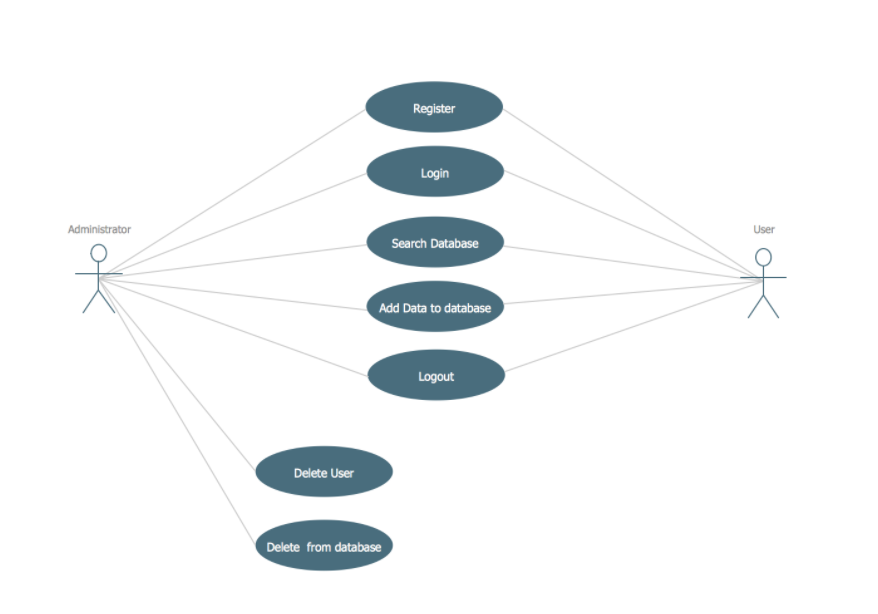 Register
Login
Administrator
User
Search Database
Add Data to database
Logout
Delete User
Delete from database